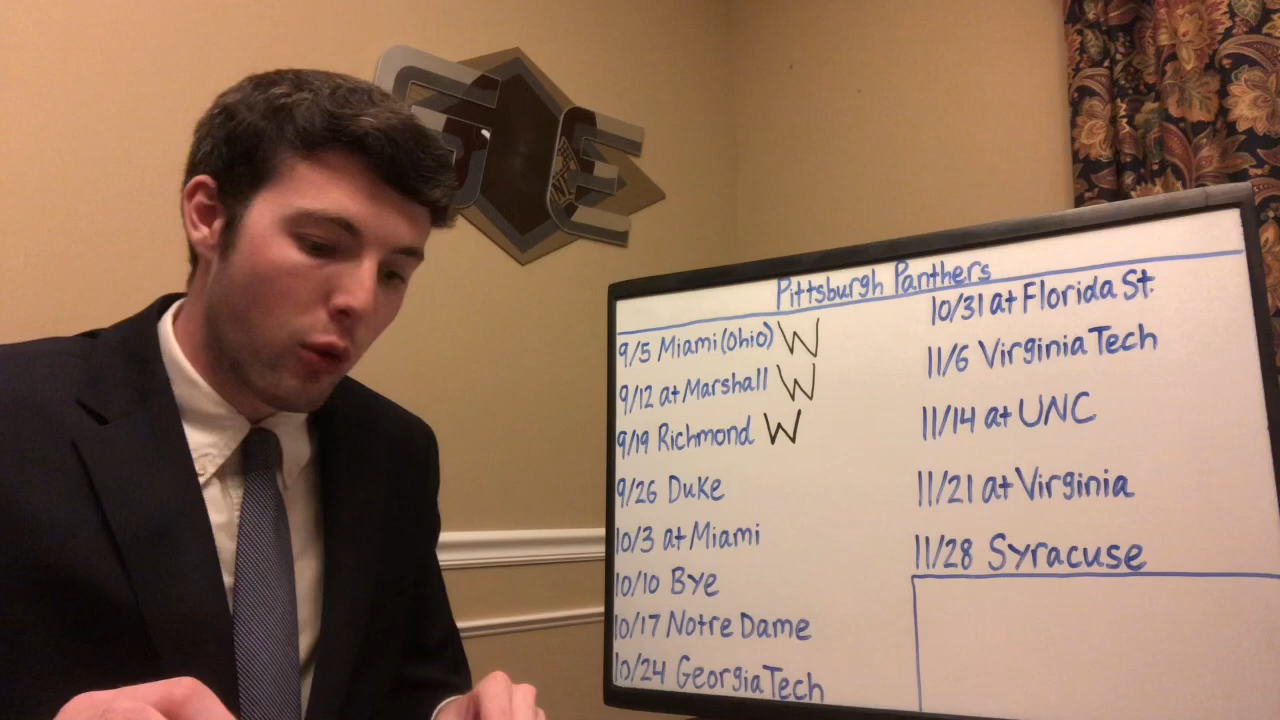 Pittsburgh Panthers
9/5 Miami (Ohio) W
9/12 at Marshall W
9/19 Richmond W
9/26 Duke
10/3 at Miami
10/10 Bye
10/17 Notre Dame
10/24 Georgia Tech
10/31 at Florida St.
11/6 Virginia Tech
11/14 at UNC
11/21 at Virginia
11/28 Syracuse